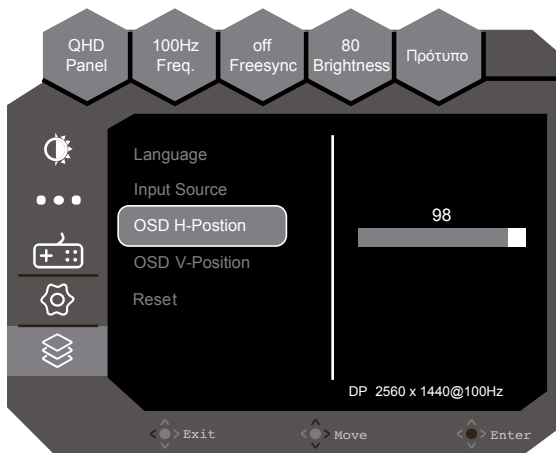 QHD
Panel
100Hz
Freq.
off
Freesync
80
Brightness
Πρότυπο
Language
Input Source
OSD H-Postion
OSD V-Position
Reset
98
DP 2560 x 1440@100Hz
Exit
Move
Enter